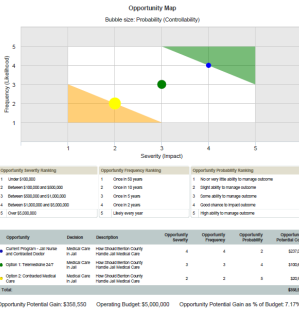 Opportunity Map
Bubble size: Probability (Controllability)
Frequency (Likelihood)
5
4
3
2
1
1 2 3 4 5
Severity (Impact)
Opportunity Severity Ranking Opportunity Frequency Ranking Opportunity Probability Ranking
1 Under $100,000 1 Once in 50 years 1 No or very little ability to manage outcome
2 Between $100,000 and $500,000 2 Once in 10 years 2 Slight ability to manage outcome
3 Between $500,000 and $1,000,000 3 Once in 5 years 3 Some ability to manage outcome
4 Between $1,000,000 and $5,000,000 4 Once in 2 years 4 Good chance to impact outcome
5 Over $5,000,000 5 Likely every year 5 High ability to manage outcome
Opportunity Decision Description Opportunity Severity Opportunity Frequency Opportunity Probability Opportunity
Current Program - Jail Nurse and Contracted Doctor Medical Care in Jail How Should Benton County Handle Jail Medical Care 4 4 2
Option 1: Telemedicine 24/7 Medical Care in Jail How Should Benton County Handle Jail Medical Care 3 3 4
Option 2: Contracted Medical Care Medical Care in Jail How Should Benton County Handle Jail Medical Care 2 2 4
Total
Opportunity Potential Gain: $358,550 Operating Budget: $5,000,000 Opportunity Potential Gain as % of Budget: 7.17%